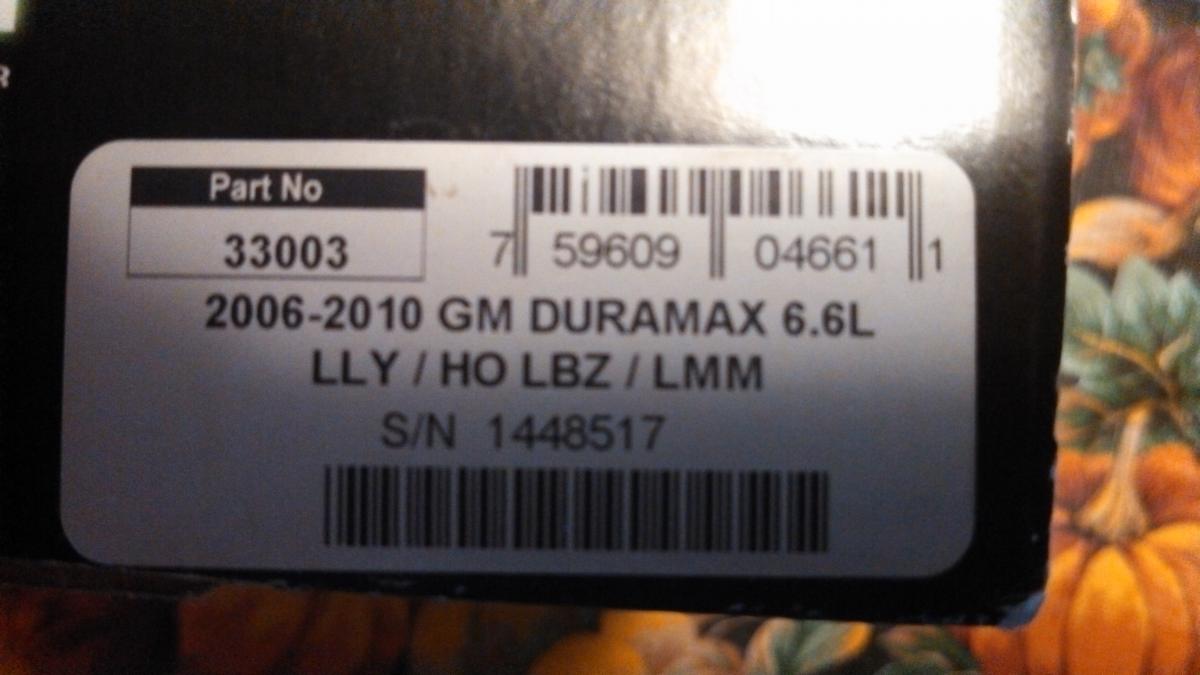 R
Part No
33003
7 59609 04661 1
2006-2010 GM DURAMAX 6.6L
LLY / HO LBZ / LMM
S/N 1448517